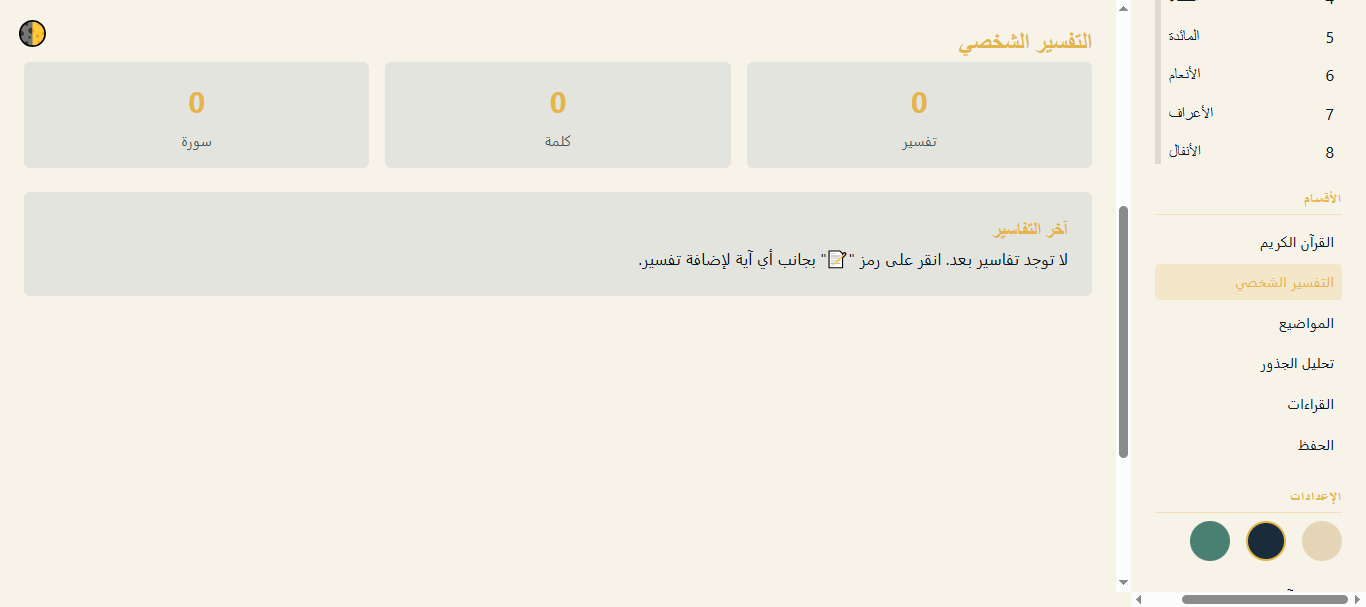 التفسير الشخصي
0
تفسير
0
كلمة
0
سورة
آخر التفاسير
لا توجد تفاسير بعد. انقر على رمز "📝" بجانب أي آية لإضافة تفسير.
5 المائدة
6 الأنعام
7 الأعراف
8 الأنفال
الأقسام
القرآن الكريم
التفسير الشخصي
المواضيع
تحليل الجذور
القراءات
الحفظ
الإعدادات